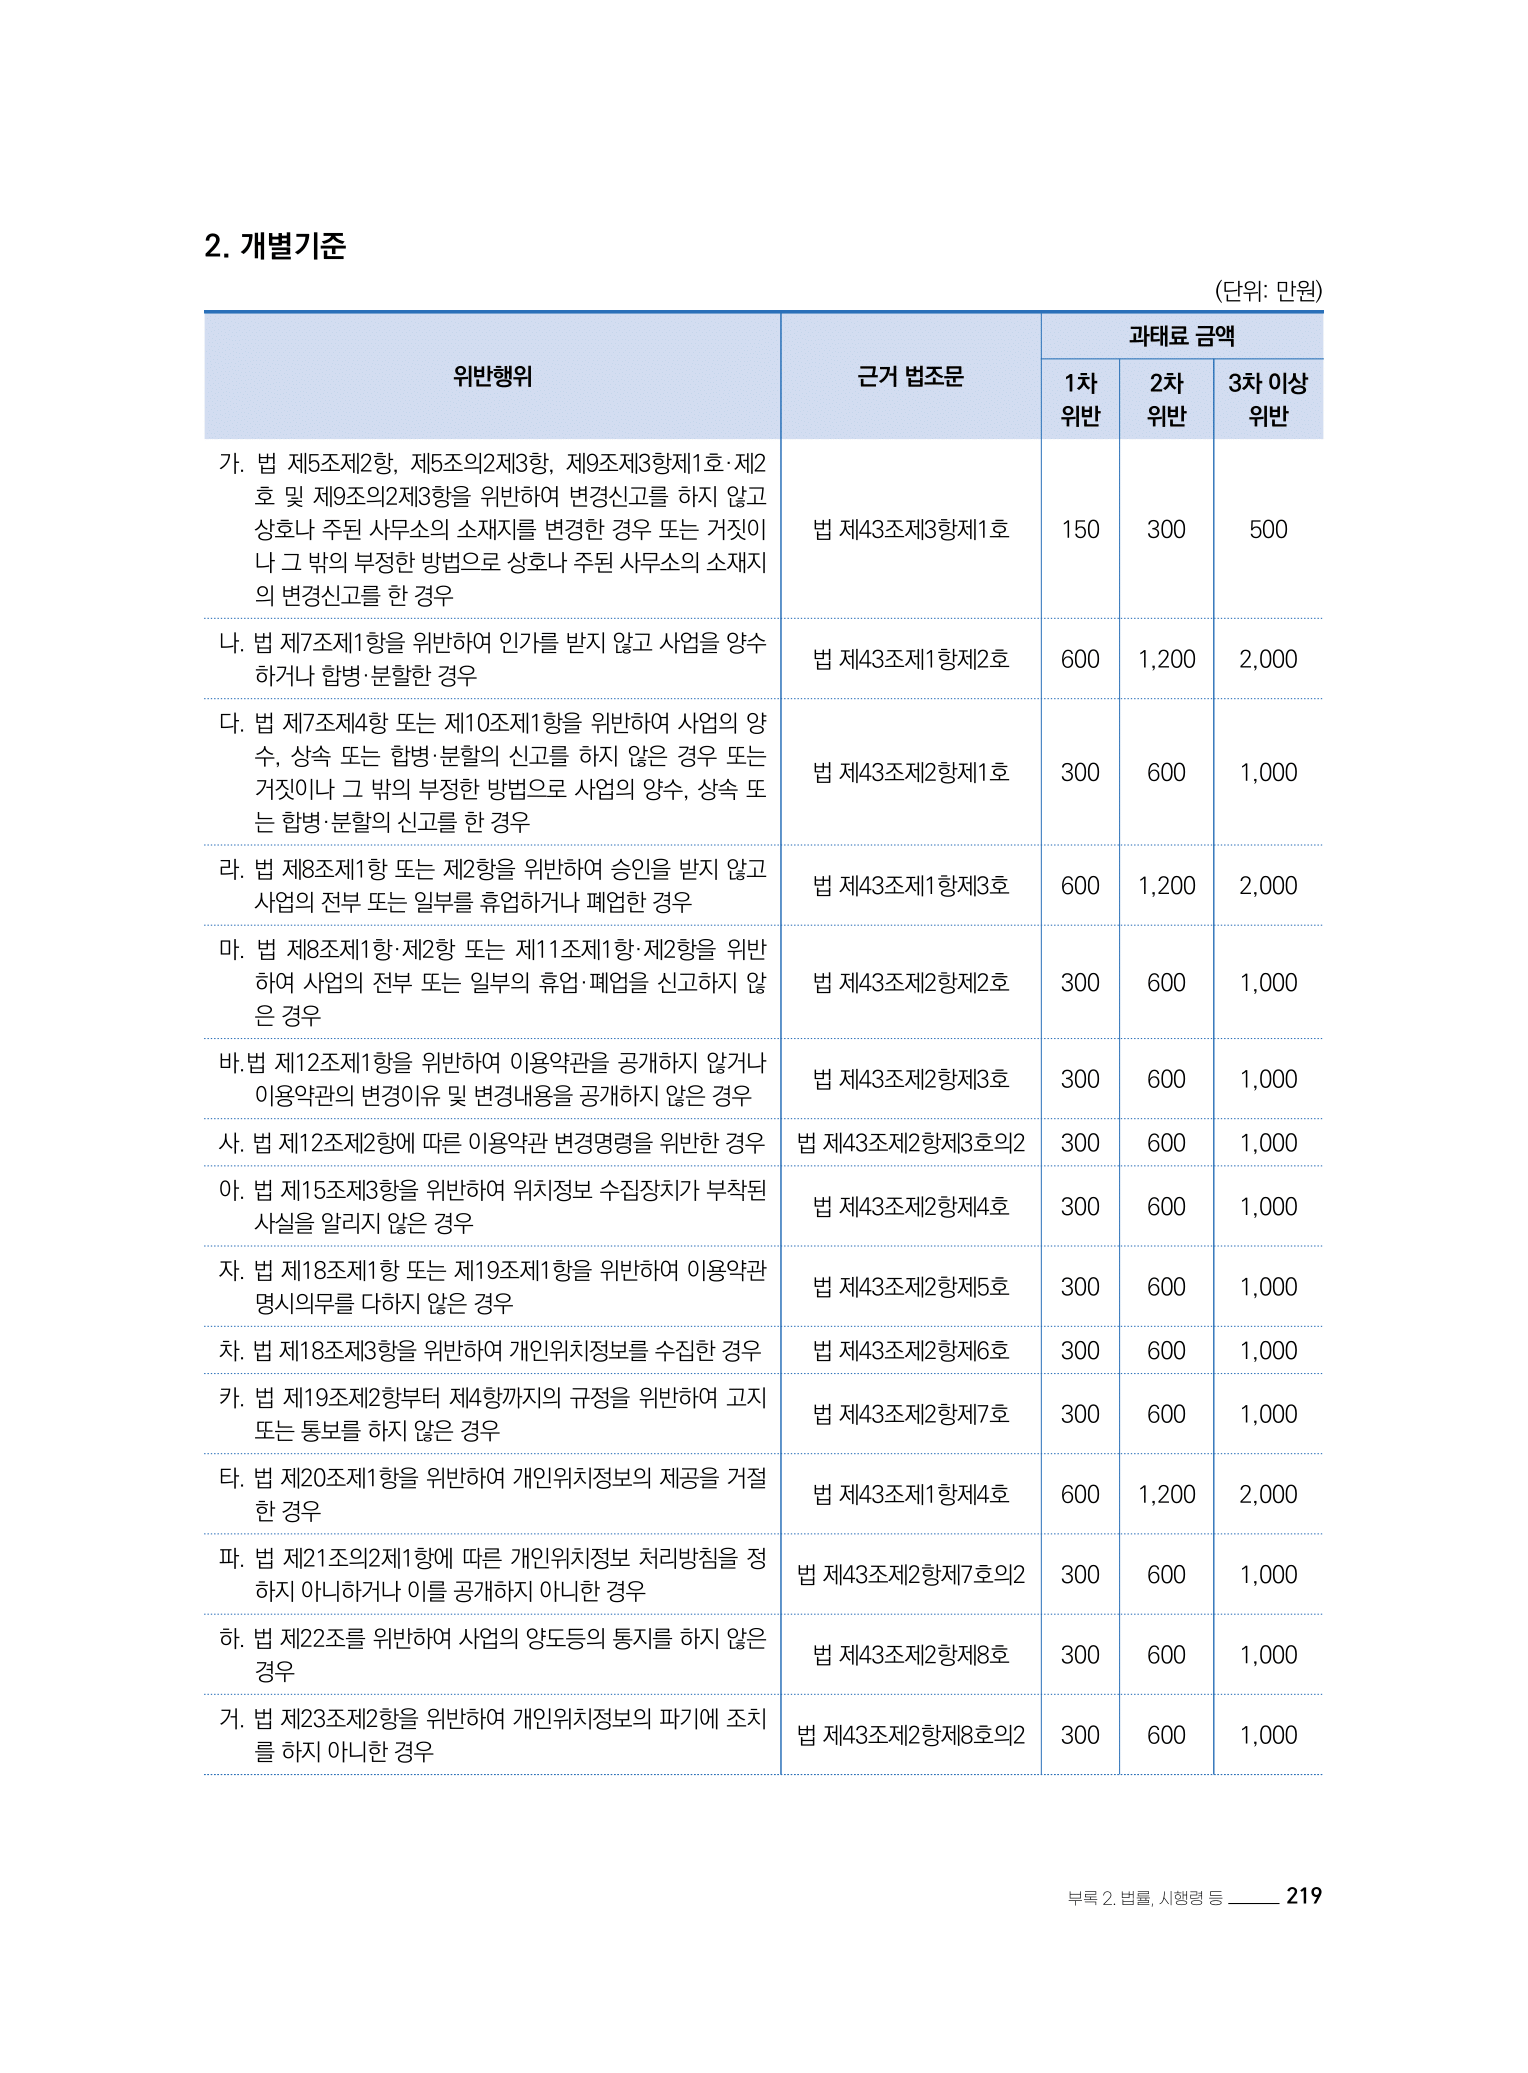 2. 개별기준
(단위: 만원)
위반행위
근거 법조문
과태료 금액
1차
위반
2차
위반
3차 이상
위반
가. 법 제5조제2항, 제5조의2제3항, 제9조제3항제1호·제2
호 및 제9조의2제3항을 위반하여 변경신고를 하지 않고
상호나 주된 사무소의 소재지를 변경한 경우 또는 거짓이
나 그 밖의 부정한 방법으로 상호나 주된 사무소의 소재지
의 변경신고를 한 경우
법 제43조제3항제1호
150
300
500
나. 법 제7조제1항을 위반하여 인가를 받지 않고 사업을 양수
하거나 합병·분할한 경우
법 제43조제1항제2호
600
1,200
2,000
다. 법 제7조제4항 또는 제10조제1항을 위반하여 사업의 양
수, 상속 또는 합병·분할의 신고를 하지 않은 경우 또는
거짓이나 그 밖의 부정한 방법으로 사업의 양수, 상속 또
는 합병·분할의 신고를 한 경우
법 제43조제2항제1호
300
600
1,000
라. 법 제8조제1항 또는 제2항을 위반하여 승인을 받지 않고
사업의 전부 또는 일부를 휴업하거나 폐업한 경우
법 제43조제1항제3호
600
1,200
2,000
마. 법 제8조제1항·제2항 또는 제11조제1항·제2항을 위반
하여 사업의 전부 또는 일부의 휴업·폐업을 신고하지 않
은 경우
법 제43조제2항제2호
300
600
1,000
바.법 제12조제1항을 위반하여 이용약관을 공개하지 않거나
이용약관의 변경이유 및 변경내용을 공개하지 않은 경우
법 제43조제2항제3호
300
600
1,000
사. 법 제12조제2항에 따른 이용약관 변경명령을 위반한 경우
법 제43조제2항제3호의2
300
600
1,000
아. 법 제15조제3항을 위반하여 위치정보 수집장치가 부착된
사실을 알리지 않은 경우
법 제43조제2항제4호
300
600
1,000
자. 법 제18조제1항 또는 제19조제1항을 위반하여 이용약관
명시의무를 다하지 않은 경우
법 제43조제2항제5호
300
600
1,000
차. 법 제18조제3항을 위반하여 개인위치정보를 수집한 경우
법 제43조제2항제6호
300
600
1,000
카. 법 제19조제2항부터 제4항까지의 규정을 위반하여 고지
또는 통보를 하지 않은 경우
법 제43조제2항제7호
300
600
1,000
타. 법 제20조제1항을 위반하여 개인위치정보의 제공을 거절
한 경우
법 제43조제1항제4호
600
1,200
2,000
파. 법 제21조의2제1항에 따른 개인위치정보 처리방침을 정
하지 아니하거나 이를 공개하지 아니한 경우
법 제43조제2항제7호의2
300
600
1,000
하. 법 제22조를 위반하여 사업의 양도등의 통지를 하지 않은
경우
법 제43조제2항제8호
300
600
1,000
거. 법 제23조제2항을 위반하여 개인위치정보의 파기에 조치
를 하지 아니한 경우
법 제43조제2항제8호의2
300
600
1,000
부록 2. 법률, 시행령 등 219